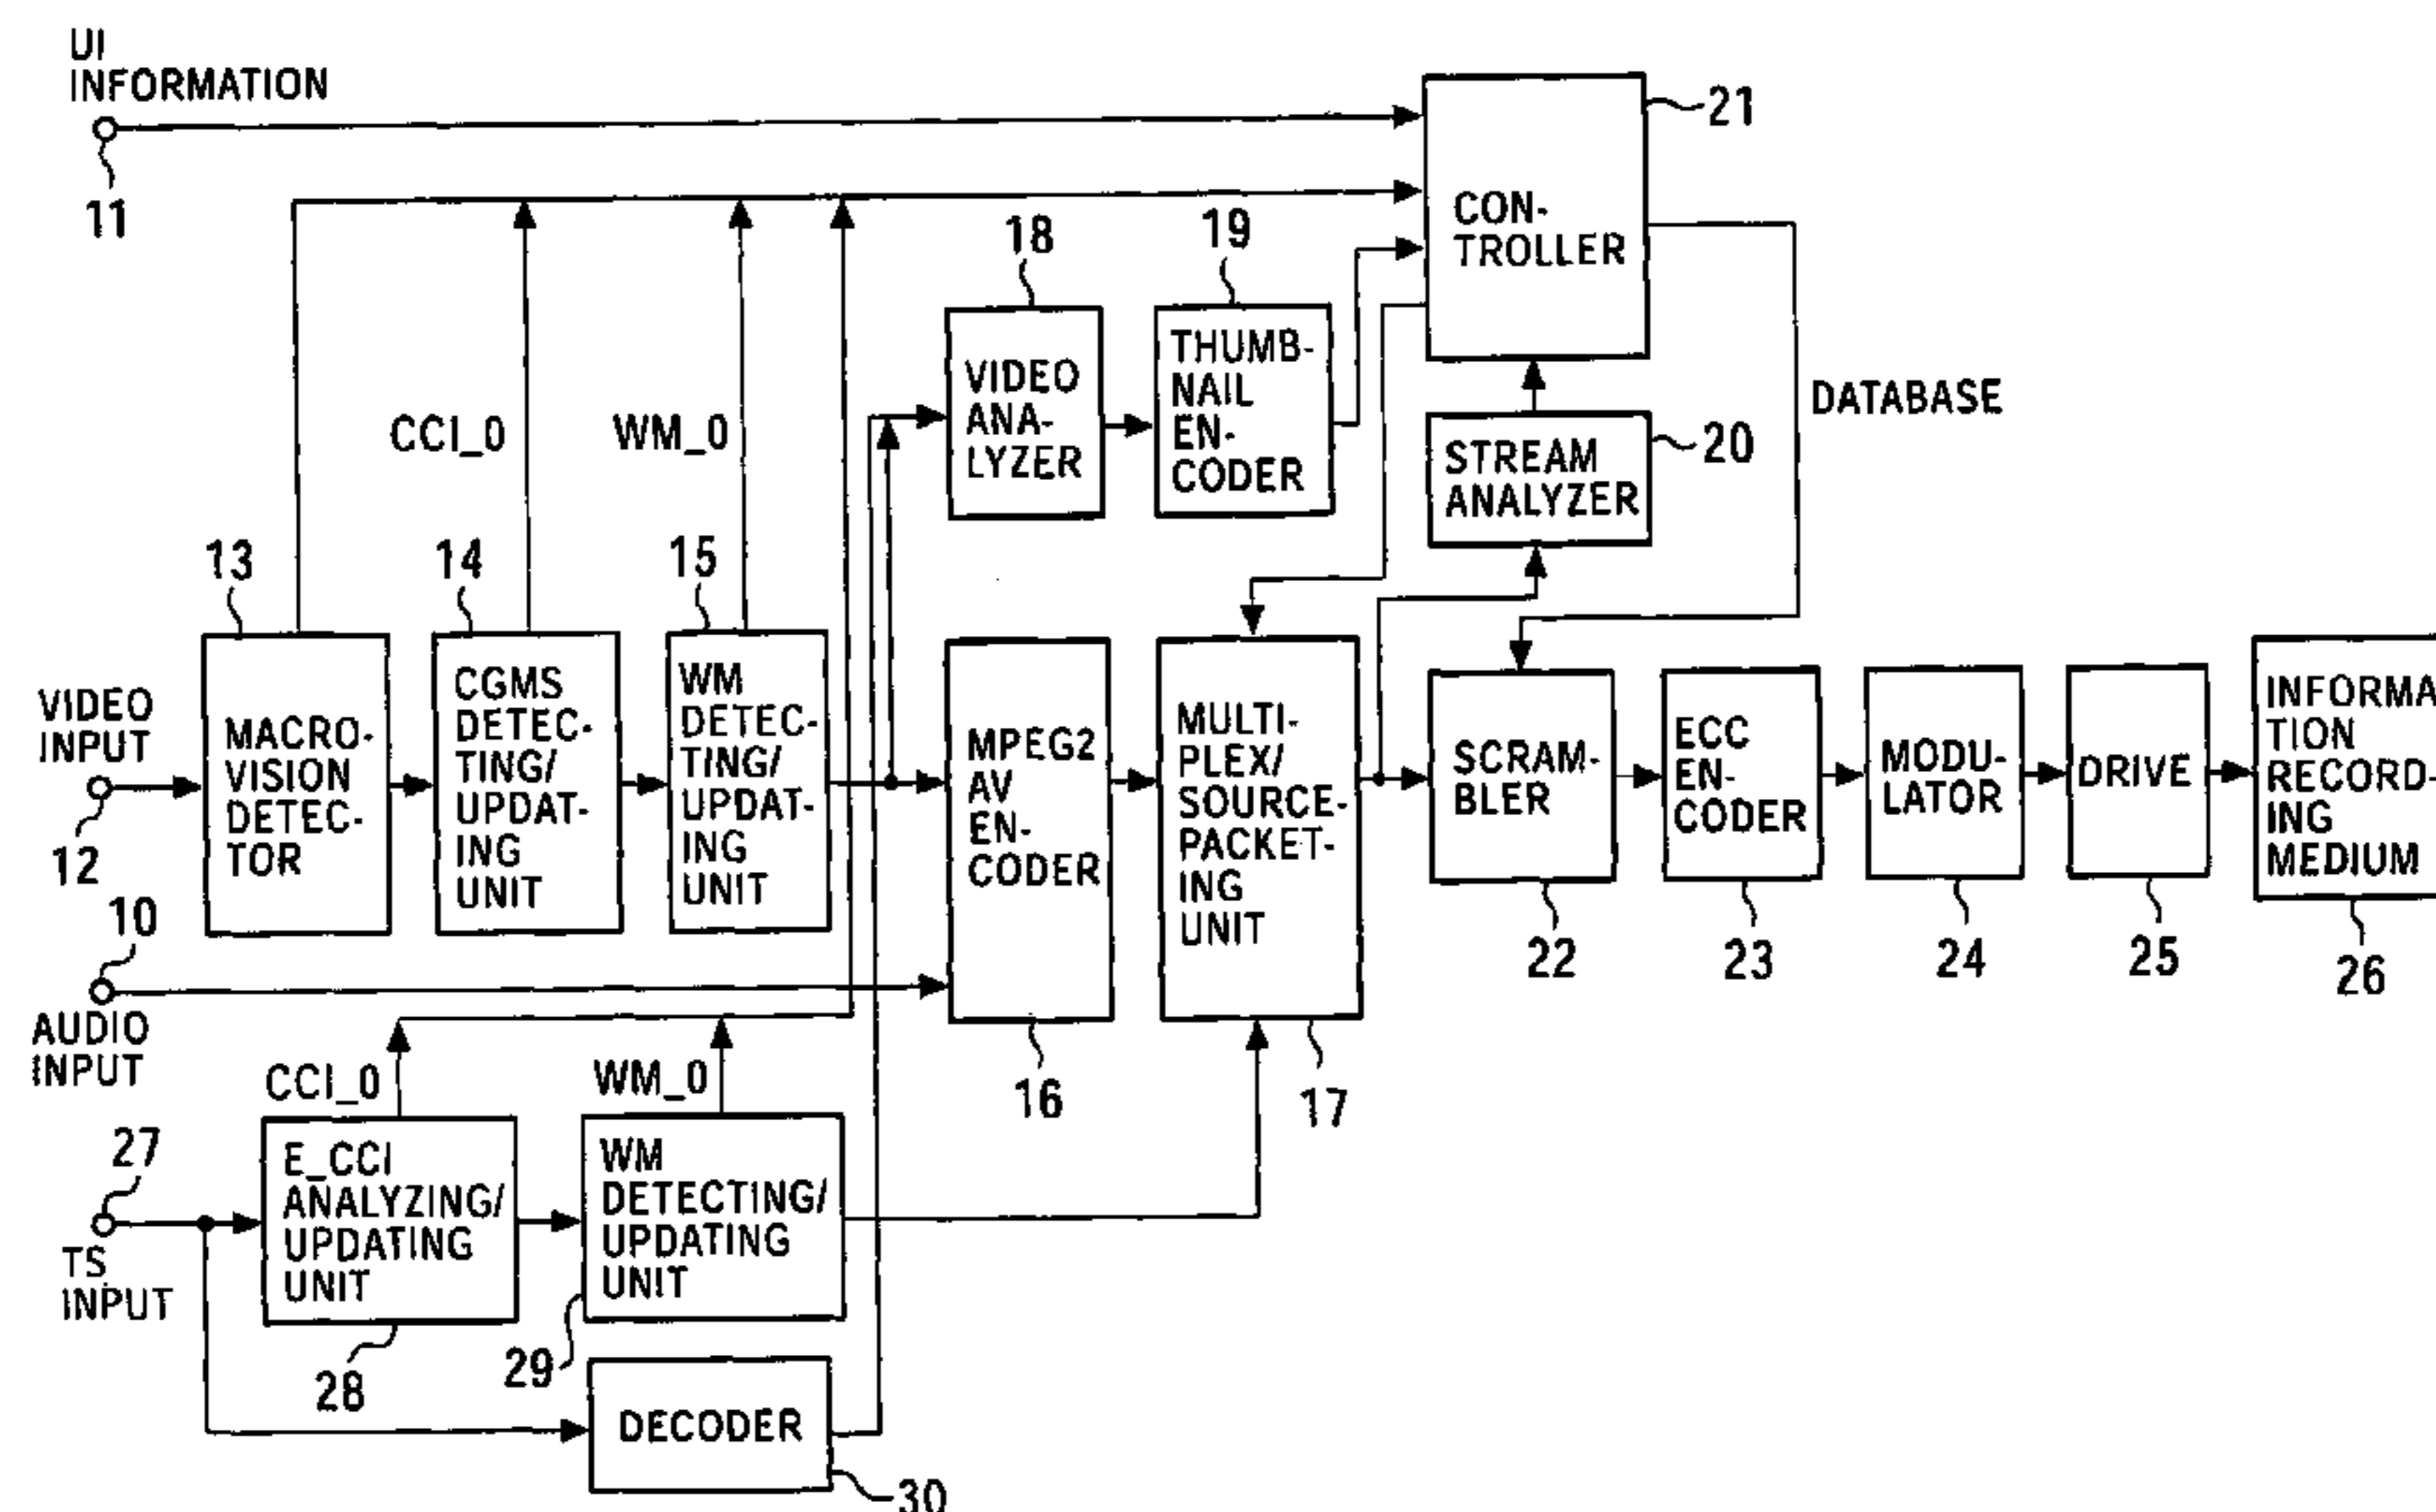 UI
INFORMATION
11
21
CON-
TROLLER
18
19
VIDEO
ANA-
LYZER
THUMB-
NAIL
EN-
CODER
DATABASE
CCI_0
WM_0
STREAM
ANALYZER
20
13
14
15
VIDEO
INPUT
12
MACRO-
VISION
DETEC-
TOR
CGMS
DETEC-
TING/
UPDAT-
ING
UNIT
WM
DETEC-
TING/
UPDAT-
ING
UNIT
MPEG2
AV
EN-
CODER
MULTI-
PLEX/
SOURCE-
PACKET-
ING
UNIT
SCRAM-
BLER
ECC
EN-
CODER
MODU-
LATOR
DRIVE
INFORMA
TION
RECORD-
ING
MEDIUM
10
AUDIO
INPUT
16
17
22
23
24
25
26
CCI_0
WM_0
27
TS
INPUT
E_CCI
ANALYZING/
UPDATING
UNIT
WM
DETECTING/
UPDATING
UNIT
28
29
DECODER
30